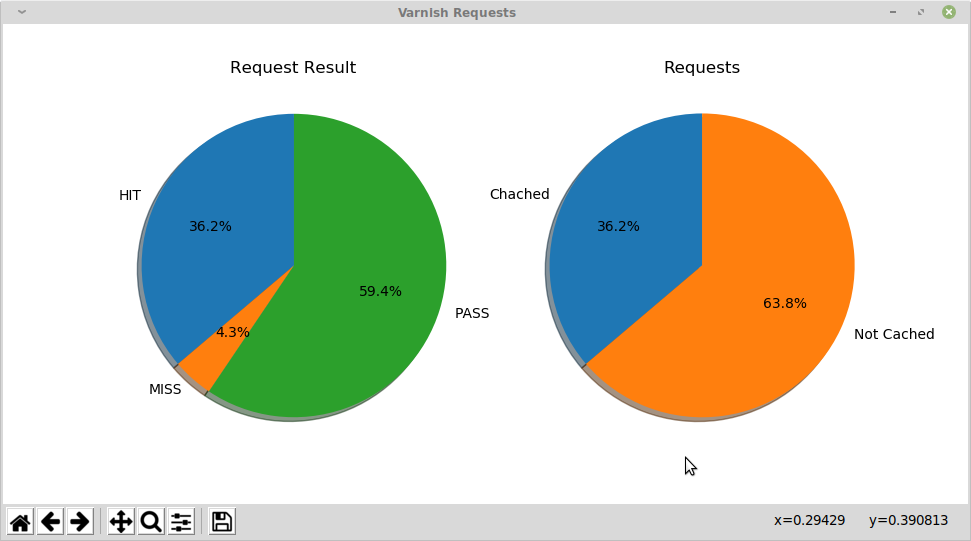 Varnish Requests
Request Result
Requests
HIT
36.2%
4.3%
59.4%
MISS
PASS
Chached
36.2%
63.8%
Not Cached
x=0.29429 y=0.390813